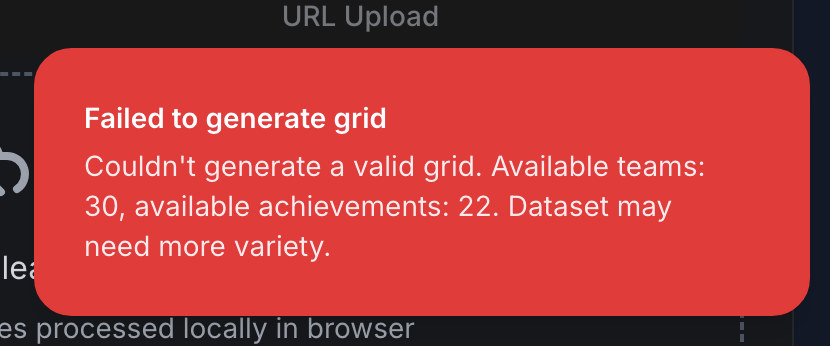 URL Upload
Failed to generate grid
Couldn't generate a valid grid. Available teams:
30, available achievements: 22. Dataset may
need more variety.
lea
es processed locally in browser